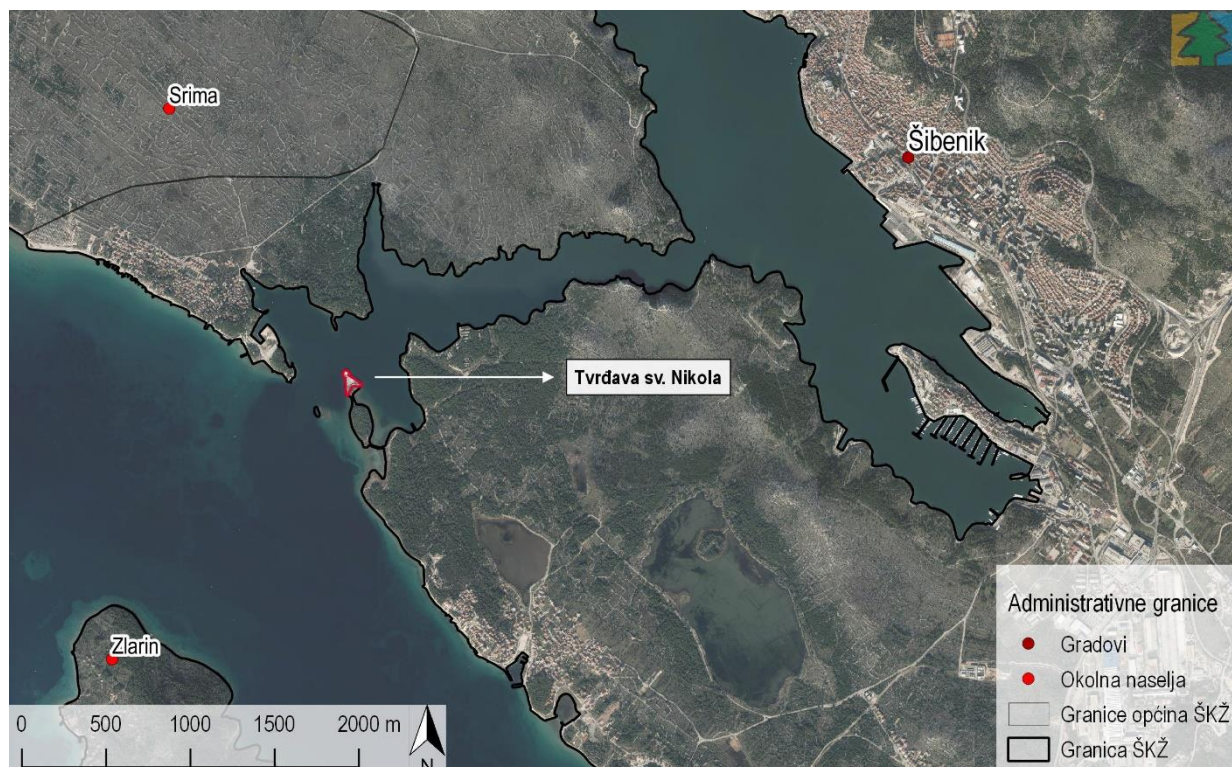 Srima
Šibenik
Tvrđava sv. Nikola
Zlarin
0 500 1000 1500 2000 m
N
Administrativne granice
Gradovi
Okolna naselja
Granice općina ŠKŽ
Granica ŠKŽ